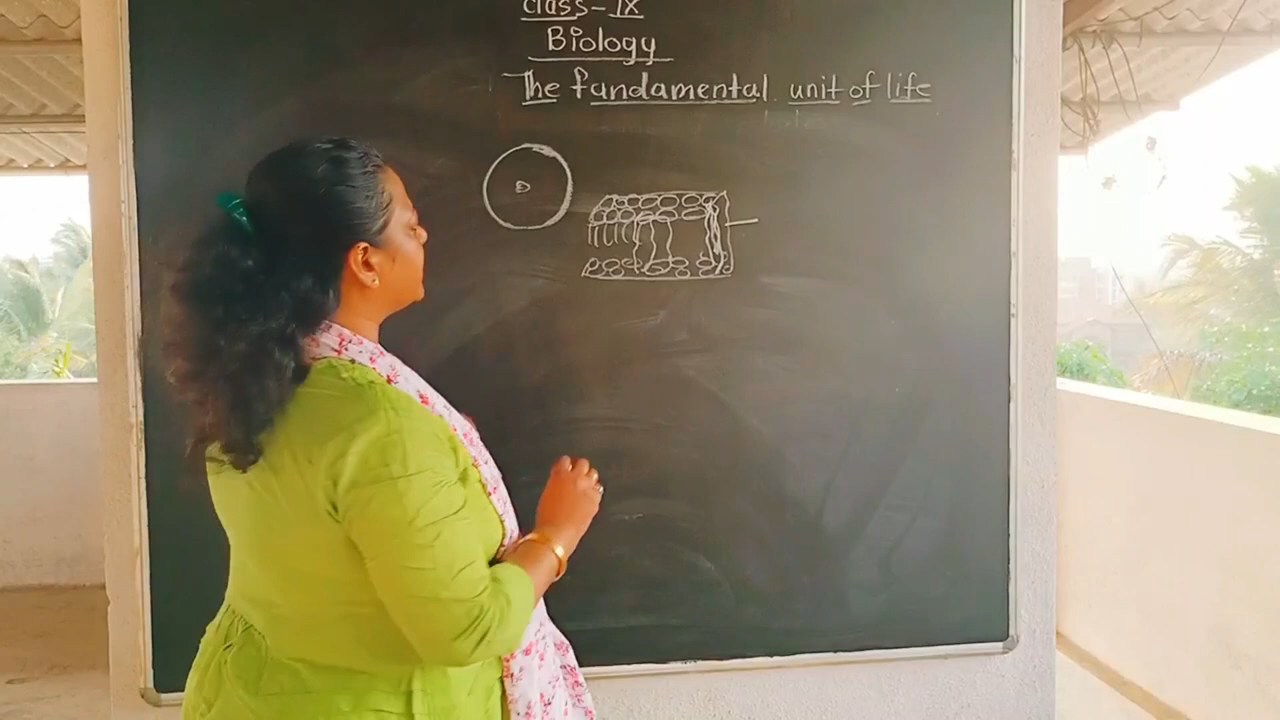 class - IX
Biology
The fundamental unit of life